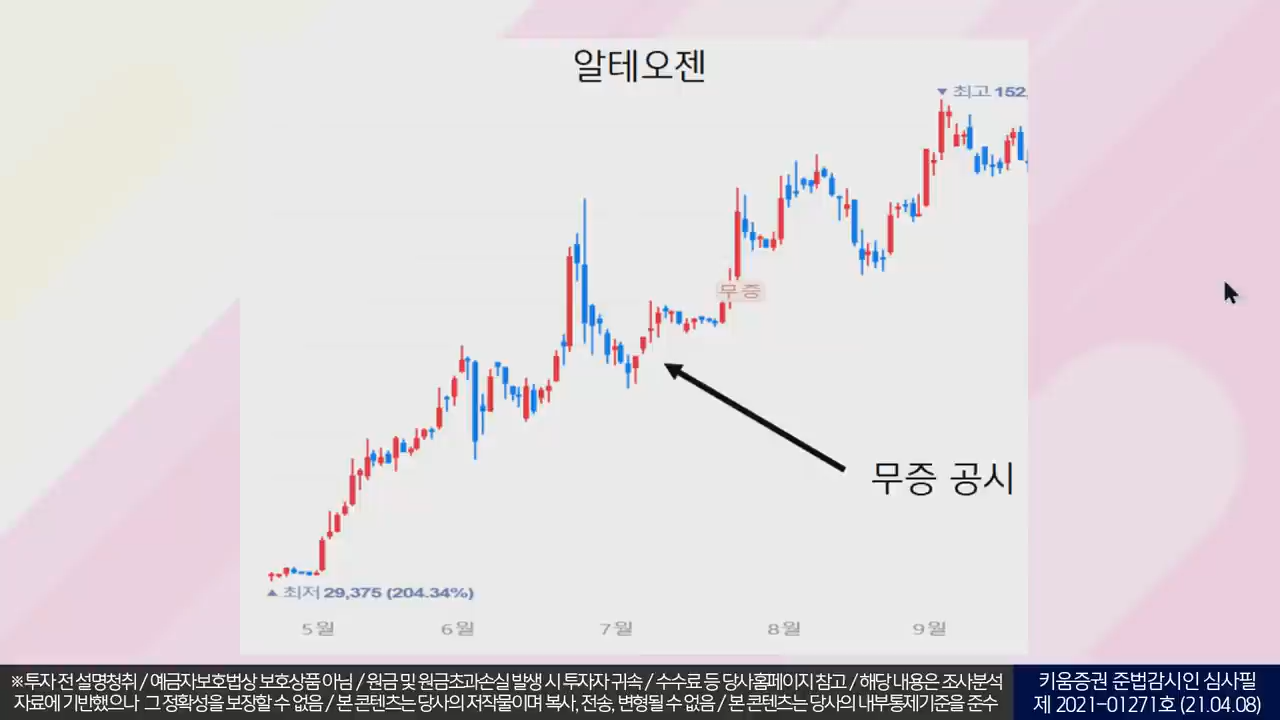 알테오젠
▼ 최고 152,
무증
무증 공시
▲ 최저 29,375 (204.34%)
5월 6월 7월 8월 9월
※투자 전 설명청취 / 예금자보호법상 보호상품 아님 / 원금 및 원금초과손실 발생 시 투자자 귀속 / 수수료 등 당사홈페이지 참고 / 해당 내용은 조사분석
자료에 기반했으나 그 정확성을 보장할 수 없음 / 본 콘텐츠는 당사의 저작물이며 복사, 전송, 변형될 수 없음 / 본 콘텐츠는 당사의 내부통제기준을 준수
키움증권 준법감시인 심사필
제 2021-01271호 (21.04.08)